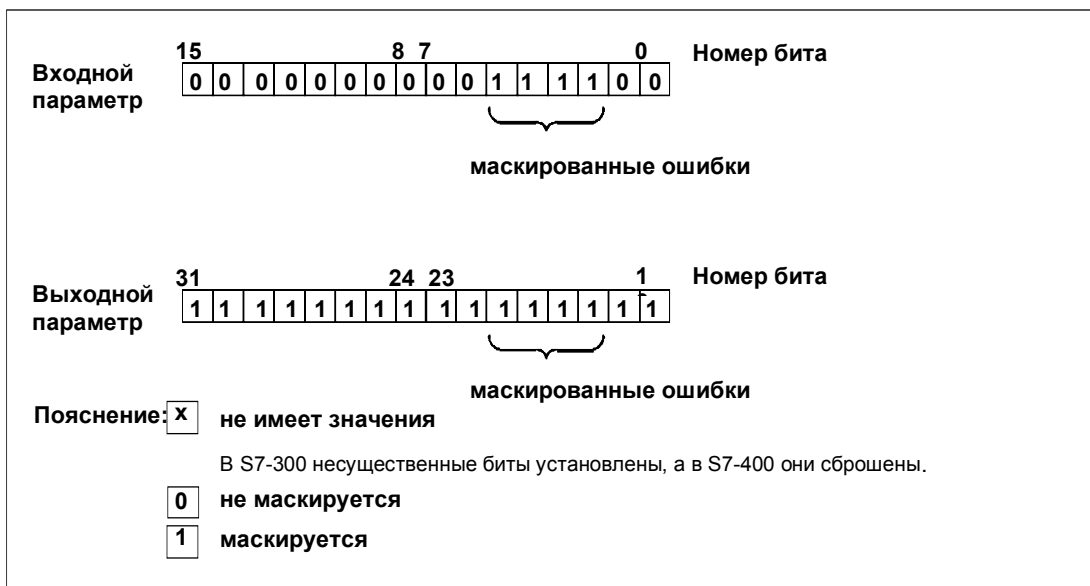 15 8 7 0 Номер бита
Входной параметр
0 0 0 0 0 0 0 0 0 0 1 1 1 1 0 0
маскированные ошибки
31 24 23 1 Номер бита
Выходной параметр
1 1 1 1 1 1 1 1 1 1 1 1 1 1 1 1
маскированные ошибки
Пояснение: x не имеет значения
В S7-300 несущественные биты установлены, а в S7-400 они сброшены.
0 не маскируется
1 маскируется